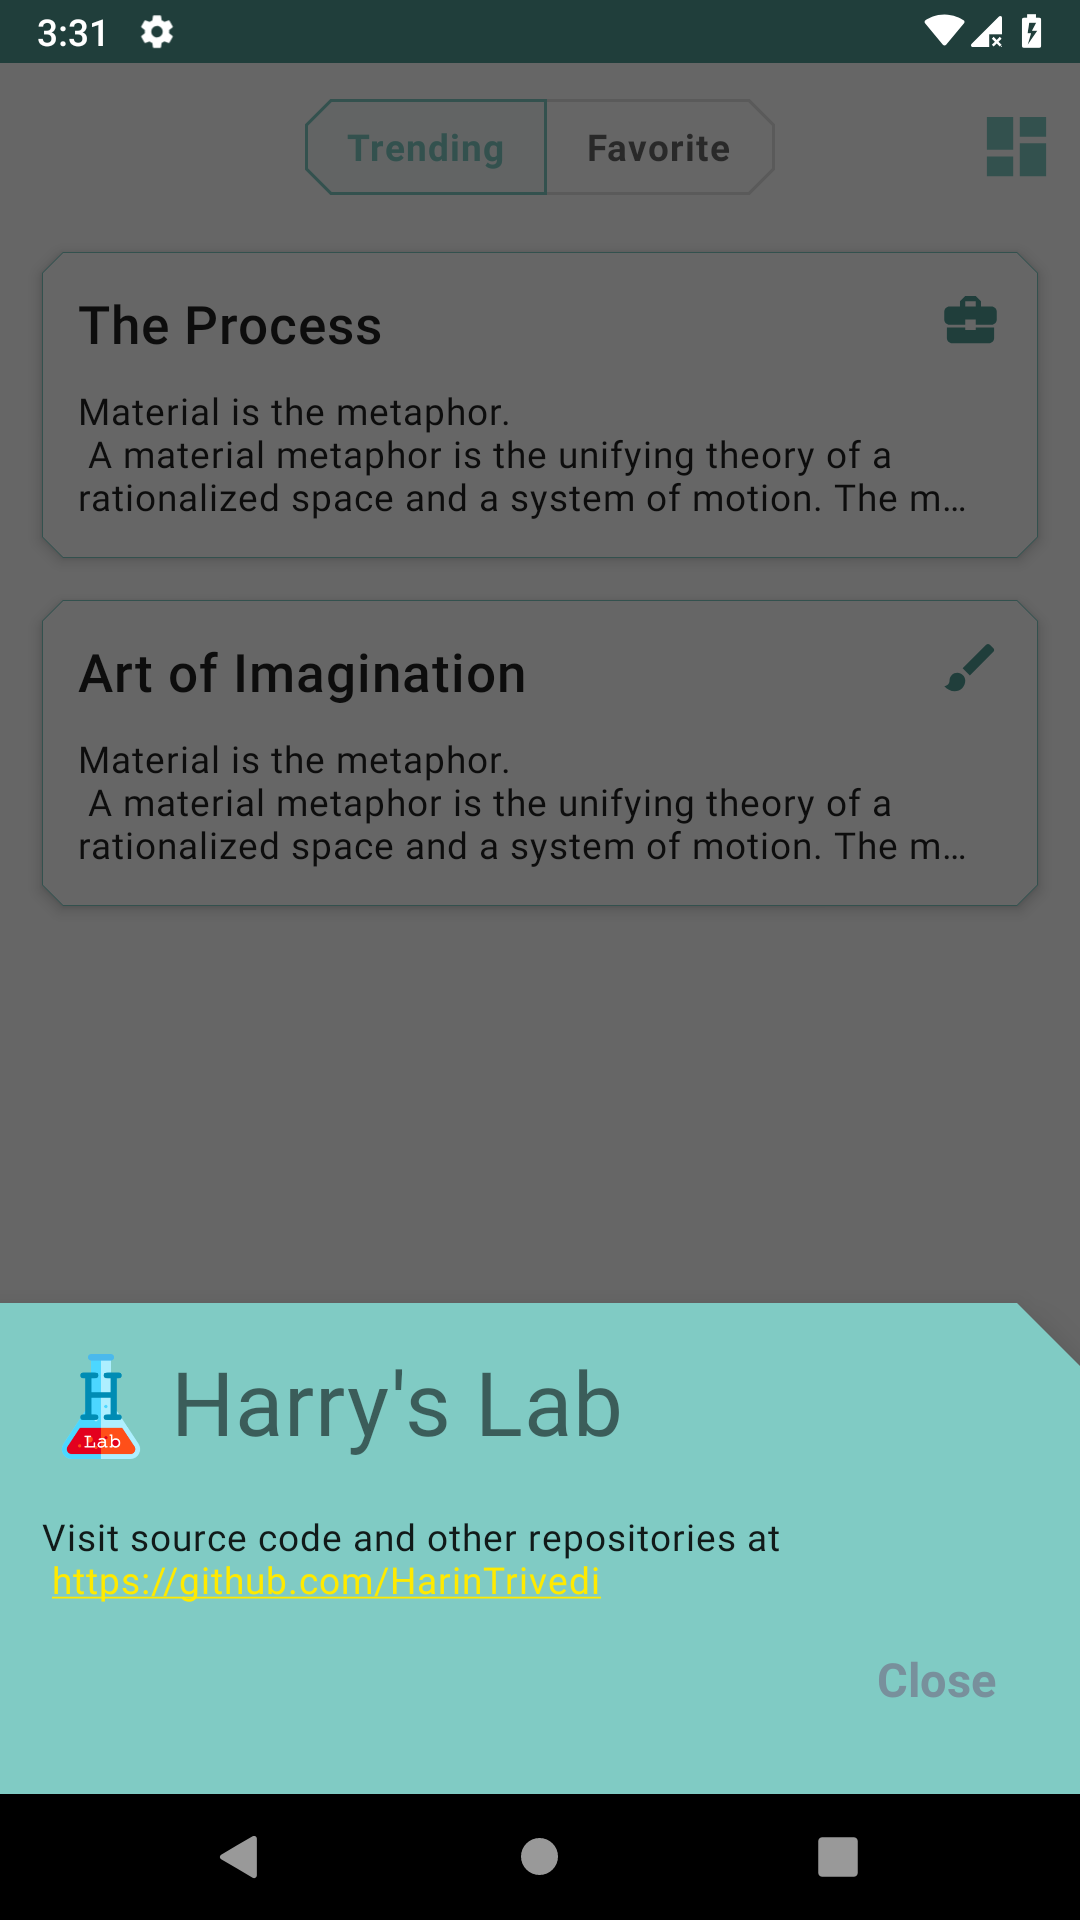 3:31
Trending
Favorite
The Process
Material is the metaphor.
A material metaphor is the unifying theory of a
rationalized space and a system of motion. The m…
Art of Imagination
Material is the metaphor.
A material metaphor is the unifying theory of a
rationalized space and a system of motion. The m…
H
Lab
Harry's Lab
Visit source code and other repositories at
https://github.com/HarinTrivedi
Close